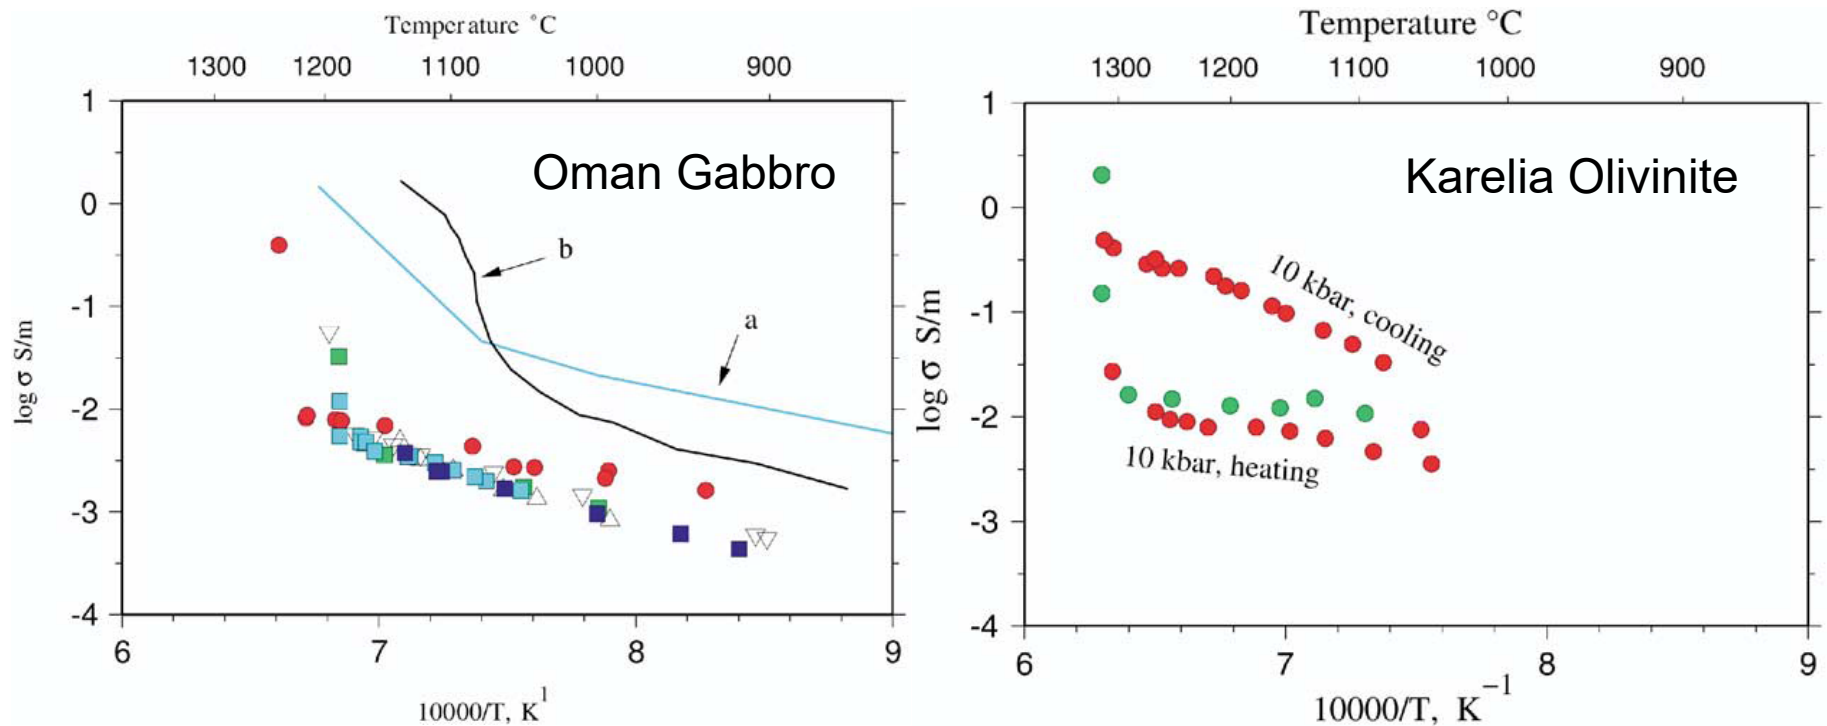 Temperature °C
1300 1200 1100 1000 900
1
0
-1
-2
-3
-4
log σ S/m
Oman Gabbro
b
a
6 7 8 9
10000/T, K¹
Temperature °C
1300 1200 1100 1000 900
1
0
-1
-2
-3
-4
log σ S/m
Karelia Olivinite
10 kbar, cooling
10 kbar, heating
6 7 8 9
10000/T, K⁻¹